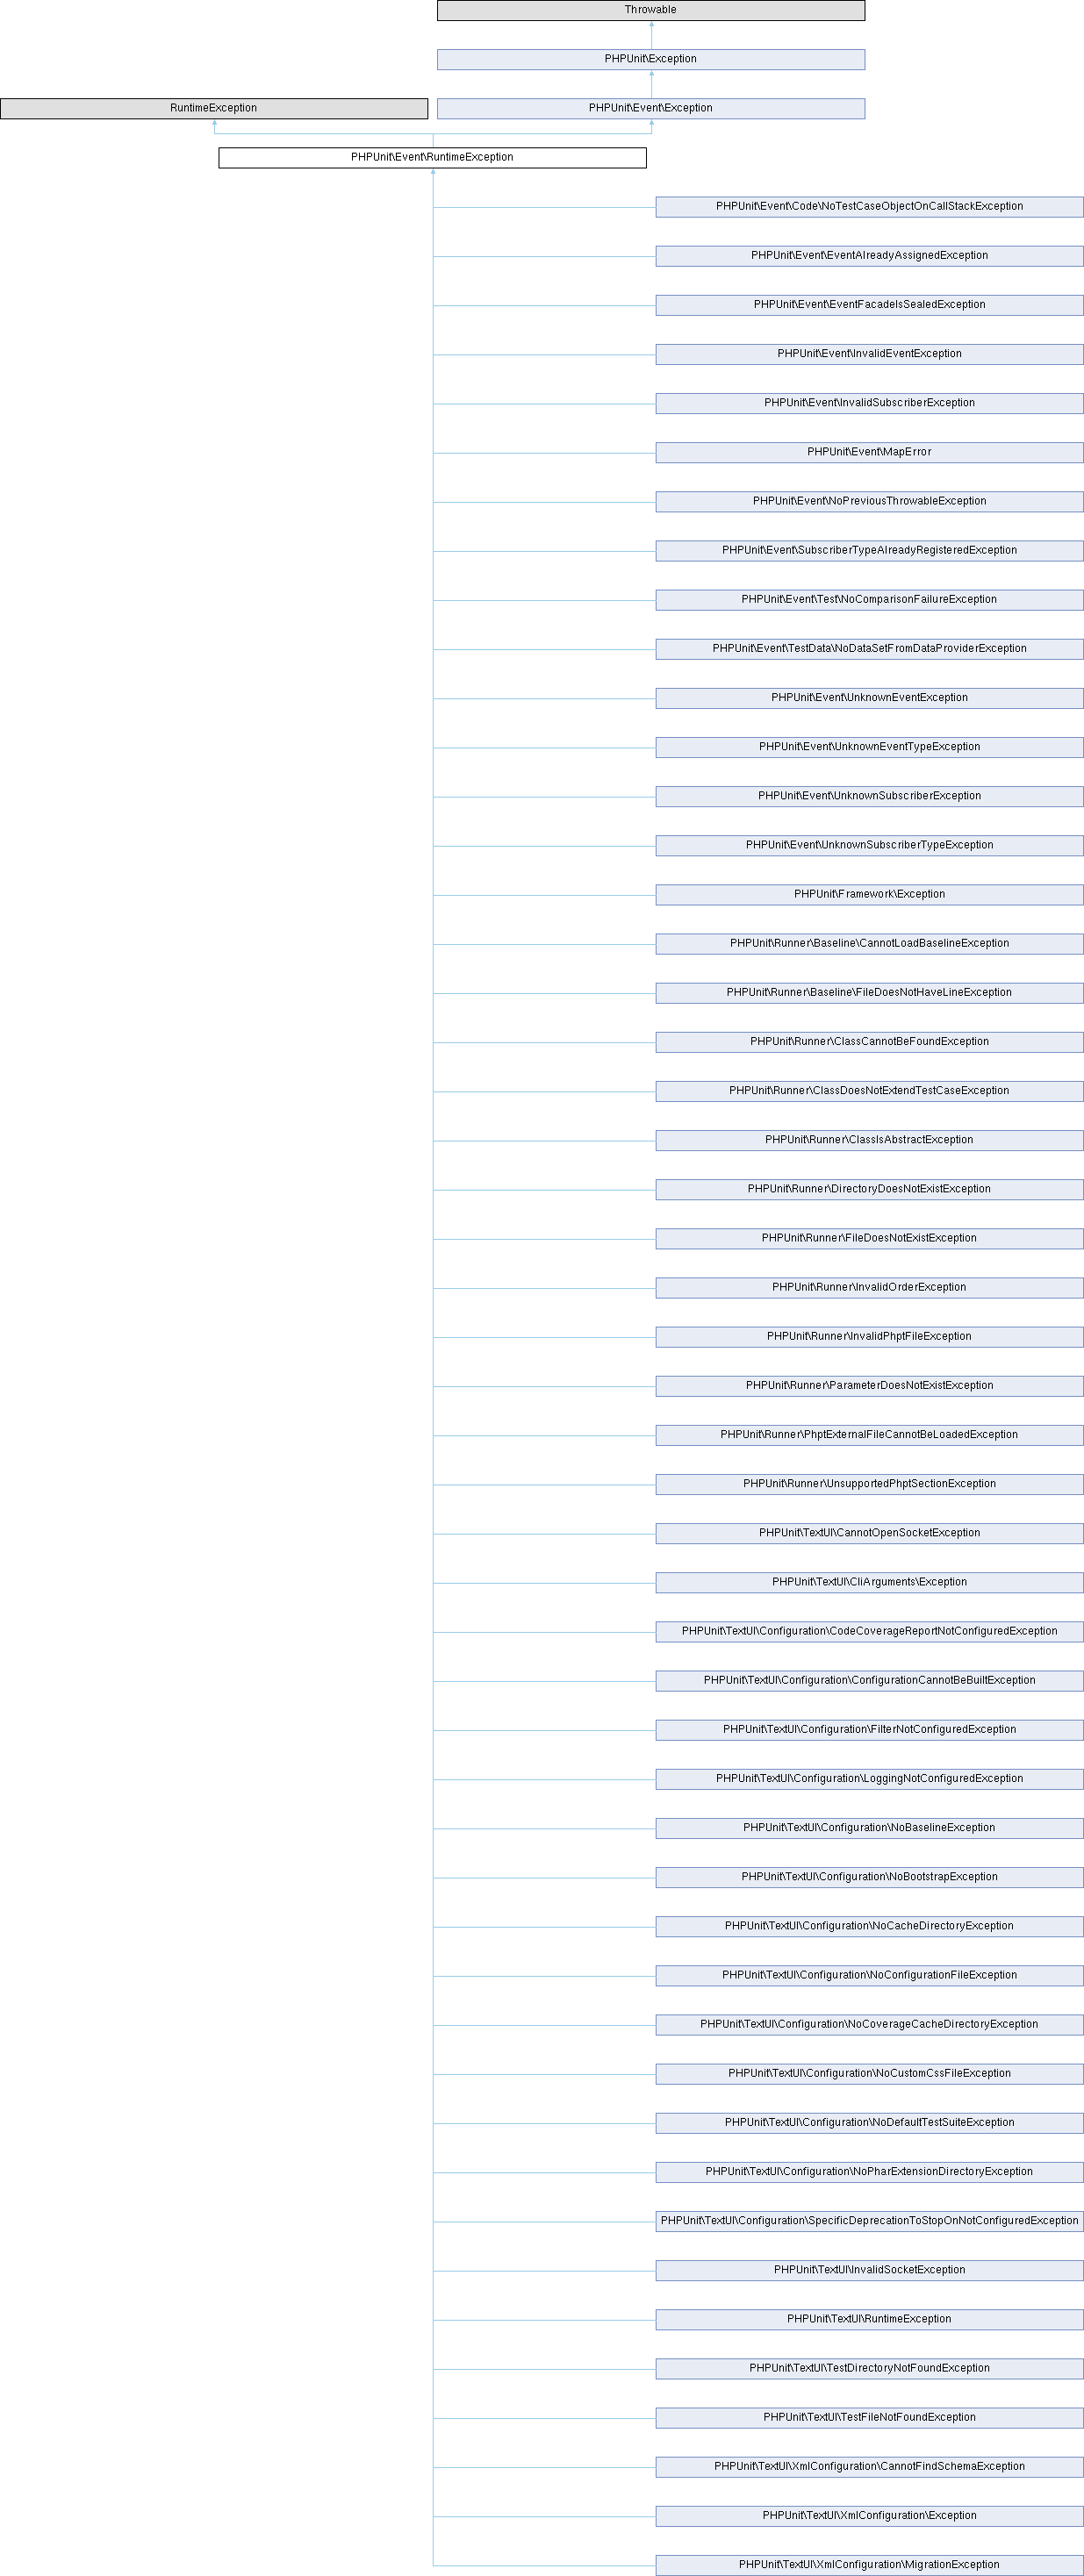 Throwable
PHPUnit\Exception
RuntimeException
PHPUnit\Event\Exception
PHPUnit\Event\RuntimeException
PHPUnit\Event\Code\NoTestCaseObjectOnCallStackException
PHPUnit\Event\EventAlreadyAssignedException
PHPUnit\Event\EventFacadeIsSealedException
PHPUnit\Event\InvalidEventException
PHPUnit\Event\InvalidSubscriberException
PHPUnit\Event\MapError
PHPUnit\Event\NoPreviousThrowableException
PHPUnit\Event\SubscriberTypeAlreadyRegisteredException
PHPUnit\Event\Test\NoComparisonFailureException
PHPUnit\Event\TestData\NoDataSetFromDataProviderException
PHPUnit\Event\UnknownEventException
PHPUnit\Event\UnknownEventTypeException
PHPUnit\Event\UnknownSubscriberException
PHPUnit\Event\UnknownSubscriberTypeException
PHPUnit\Framework\Exception
PHPUnit\Runner\Baseline\CannotLoadBaselineException
PHPUnit\Runner\Baseline\FileDoesNotHaveLineException
PHPUnit\Runner\ClassCannotBeFoundException
PHPUnit\Runner\ClassDoesNotExtendTestCaseException
PHPUnit\Runner\ClassIsAbstractException
PHPUnit\Runner\DirectoryDoesNotExistException
PHPUnit\Runner\FileDoesNotExistException
PHPUnit\Runner\InvalidOrderException
PHPUnit\Runner\InvalidPhptFileException
PHPUnit\Runner\ParameterDoesNotExistException
PHPUnit\Runner\PhptExternalFileCannotBeLoadedException
PHPUnit\Runner\UnsupportedPhptSectionException
PHPUnit\TextUI\CannotOpenSocketException
PHPUnit\TextUI\CliArguments\Exception
PHPUnit\TextUI\Configuration\CodeCoverageReportNotConfiguredException
PHPUnit\TextUI\Configuration\ConfigurationCannotBeBuiltException
PHPUnit\TextUI\Configuration\FilterNotConfiguredException
PHPUnit\TextUI\Configuration\LoggingNotConfiguredException
PHPUnit\TextUI\Configuration\NoBaselineException
PHPUnit\TextUI\Configuration\NoBootstrapException
PHPUnit\TextUI\Configuration\NoCacheDirectoryException
PHPUnit\TextUI\Configuration\NoConfigurationFileException
PHPUnit\TextUI\Configuration\NoCoverageCacheDirectoryException
PHPUnit\TextUI\Configuration\NoCustomCssFileException
PHPUnit\TextUI\Configuration\NoDefaultTestSuiteException
PHPUnit\TextUI\Configuration\NoPharExtensionDirectoryException
PHPUnit\TextUI\Configuration\SpecificDeprecationToStopOnNotConfiguredException
PHPUnit\TextUI\InvalidSocketException
PHPUnit\TextUI\RuntimeException
PHPUnit\TextUI\TestDirectoryNotFoundException
PHPUnit\TextUI\TestFileNotFoundException
PHPUnit\TextUI\XmlConfiguration\CannotFindSchemaException
PHPUnit\TextUI\XmlConfiguration\Exception
PHPUnit\TextUI\XmlConfiguration\MigrationException